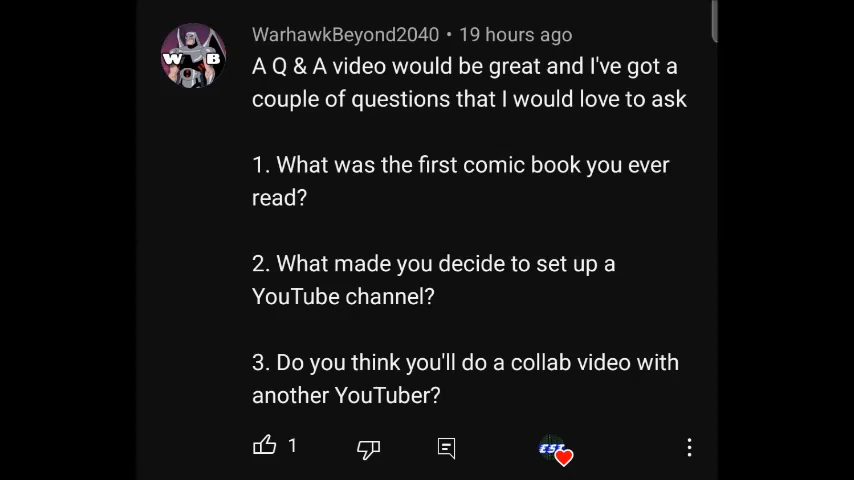 WarhawkBeyond2040 • 19 hours ago
W B
A Q & A video would be great and I've got a
couple of questions that I would love to ask
1. What was the first comic book you ever
read?
2. What made you decide to set up a
YouTube channel?
3. Do you think you'll do a collab video with
another YouTuber?
1